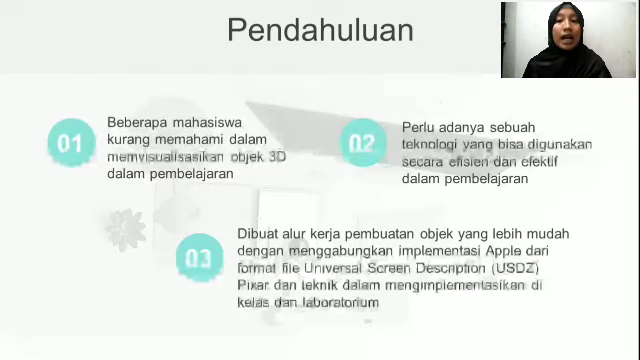 Pendahuluan
01
Beberapa mahasiswa
kurang memahami dalam
memvisualisasikan objek 3D
dalam pembelajaran
02
Perlu adanya sebuah
teknologi yang bisa digunakan
secara efisien dan efektif
dalam pembelajaran
03
Dibuat alur kerja pembuatan objek yang lebih mudah
dengan menggabungkan implementasi Apple dari
format file Universal Screen Description (USDZ)
Pixar dan teknik dalam mengimplementasikan di
kelas dan laboratorium